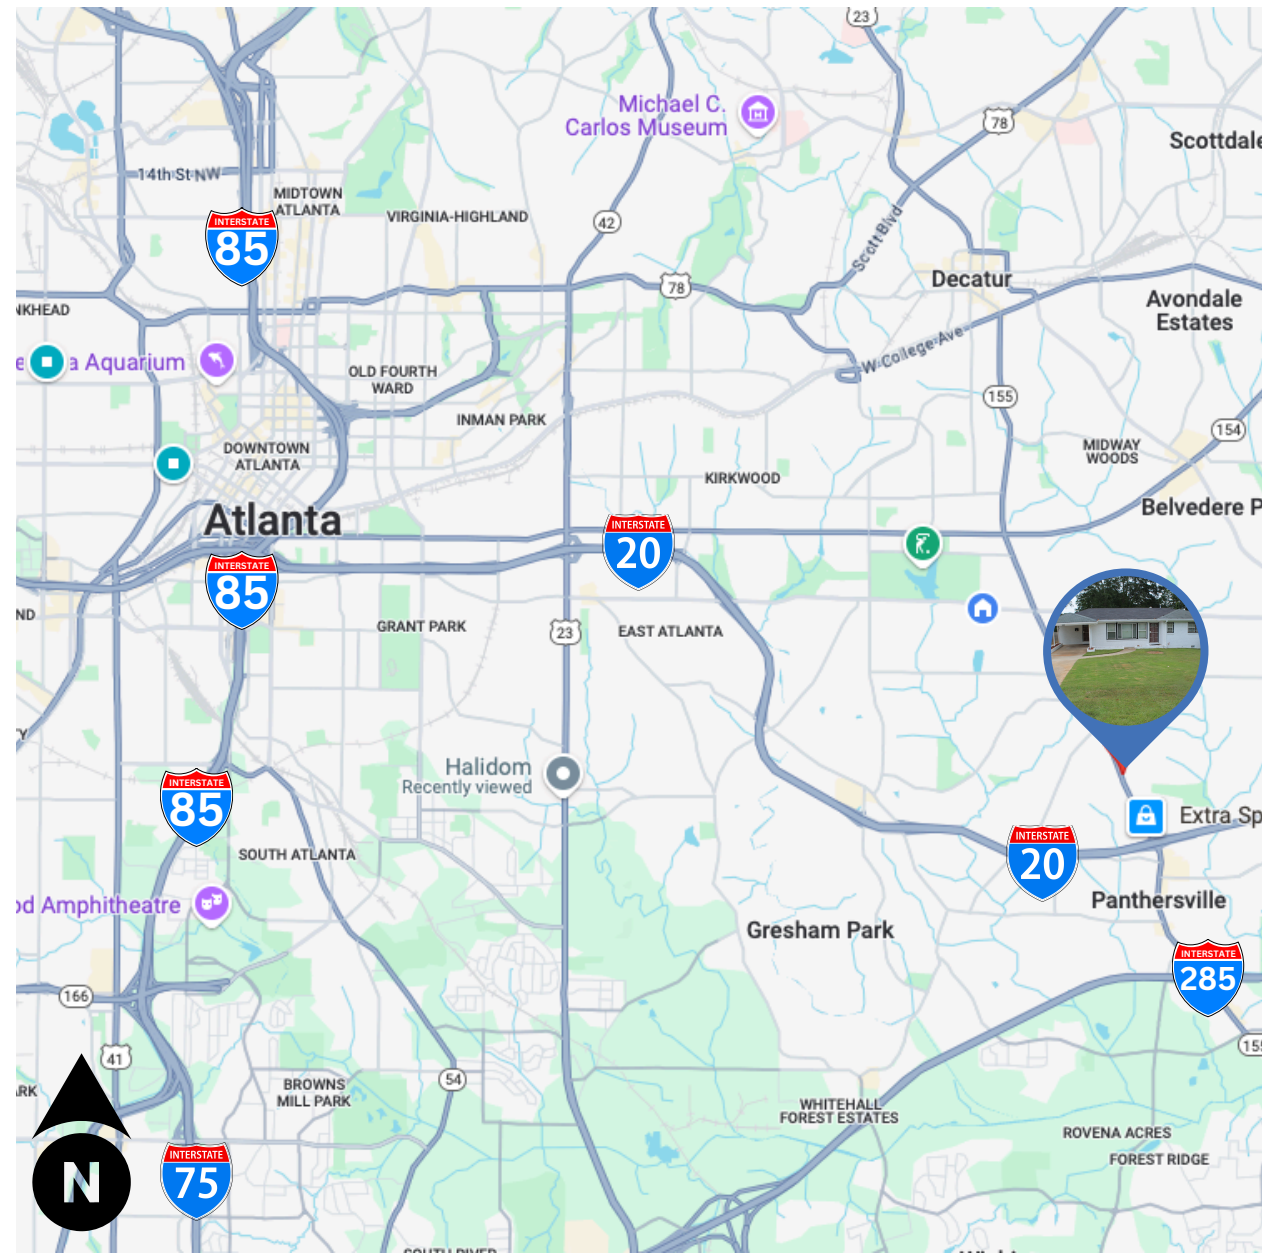 23
Michael C.
Carlos Museum
78
Scottdale
14th St NW
MIDTOWN
ATLANTA
VIRGINIA-HIGHLAND
42
INTERSTATE
85
Scott Blvd
78
Decatur
NKHEAD
Avondale
Estates
e
a Aquarium
W College Ave
OLD FOURTH
WARD
155
INMAN PARK
154
DOWNTOWN
ATLANTA
MIDWAY
WOODS
KIRKWOOD
Belvedere P
Atlanta
INTERSTATE
20
INTERSTATE
85
ND
GRANT PARK
23
EAST ATLANTA
Y
Halidom
Recently viewed
INTERSTATE
85
Extra Sp
SOUTH ATLANTA
INTERSTATE
20
od Amphitheatre
Panthersville
Gresham Park
INTERSTATE
285
166
155
41
54
ARK
BROWNS
MILL PARK
WHITEHALL
FOREST ESTATES
ROVENA ACRES
FOREST RIDGE
N
INTERSTATE
75
SOUTH RIVER